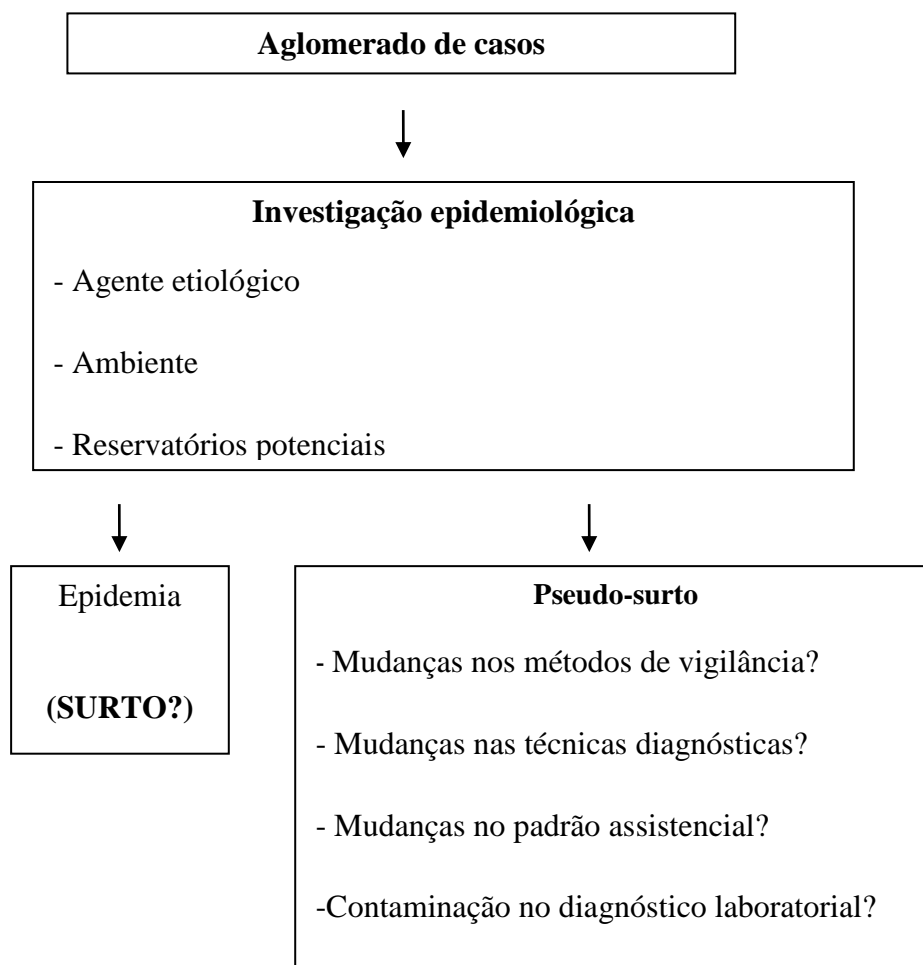 Aglomerado de casos
Investigação epidemiológica
- Agente etiológico
- Ambiente
- Reservatórios potenciais
Epidemia
(SURTO?)
Pseudo-surto
- Mudanças nos métodos de vigilância?
- Mudanças nas técnicas diagnósticas?
- Mudanças no padrão assistencial?
-Contaminação no diagnóstico laboratorial?